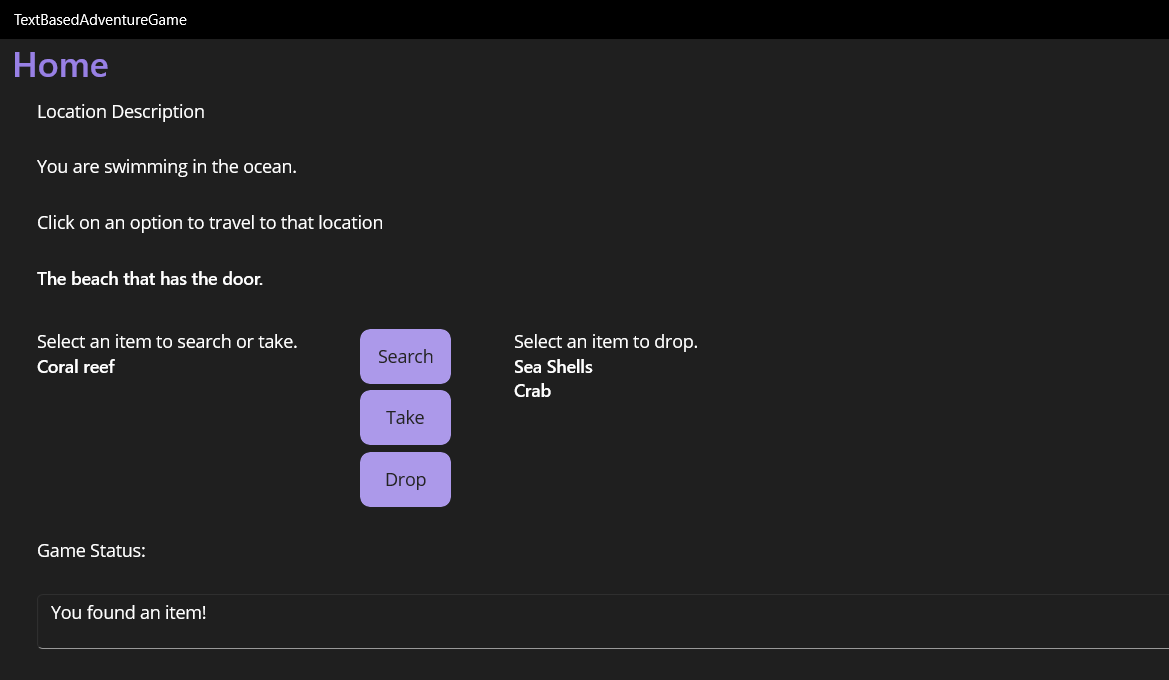 TextBasedAdventureGame
Home
Location Description
You are swimming in the ocean.
Click on an option to travel to that location
The beach that has the door.
Select an item to search or take.
Coral reef
Search
Take
Drop
Select an item to drop.
Sea Shells
Crab
Game Status:
You found an item!